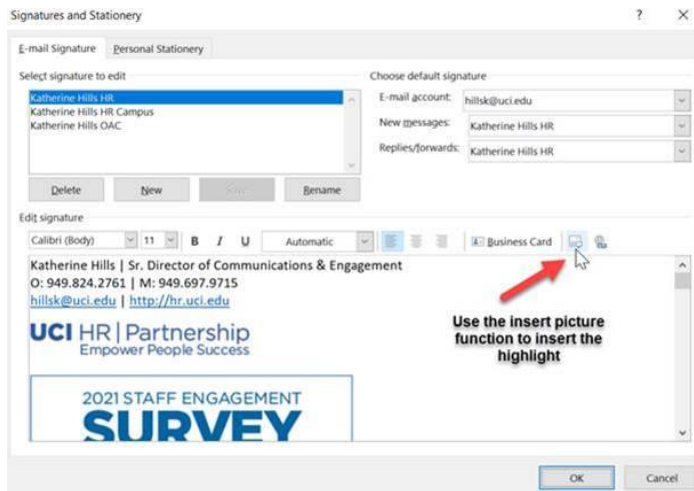 Signatures and Stationery
? ×
E-mail Signature Personal Stationery
Select signature to edit
Katherine Hills HR
Katherine Hills HR Campus
Katherine Hills OAC
Delete New Save Rename
Choose default signature
E-mail account: hillsk@uci.edu
New messages: Katherine Hills HR
Replies/forwards: Katherine Hills HR
Edit signature
Calibri (Body) 11 B I U Automatic Business Card
Katherine Hills | Sr. Director of Communications & Engagement
O: 949.824.2761 | M: 949.697.9715
hillsk@uci.edu | http://hr.uci.edu
UCI HR | Partnership
Empower People Success
2021 STAFF ENGAGEMENT
SURVEY
Use the insert picture
function to insert the
highlight
OK Cancel